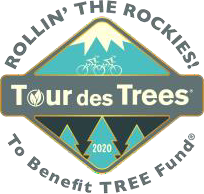 ROLLIN' THE ROCKIES!
Tour des Trees®
2020
To Benefit TREE Fund®